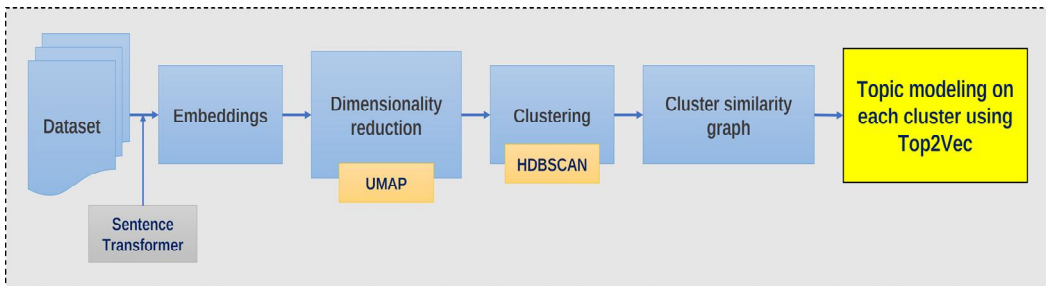 Dataset
Sentence
Transformer
Embeddings
Dimensionality
reduction
UMAP
Clustering
HDBSCAN
Cluster similarity
graph
Topic modeling on
each cluster using
Top2Vec